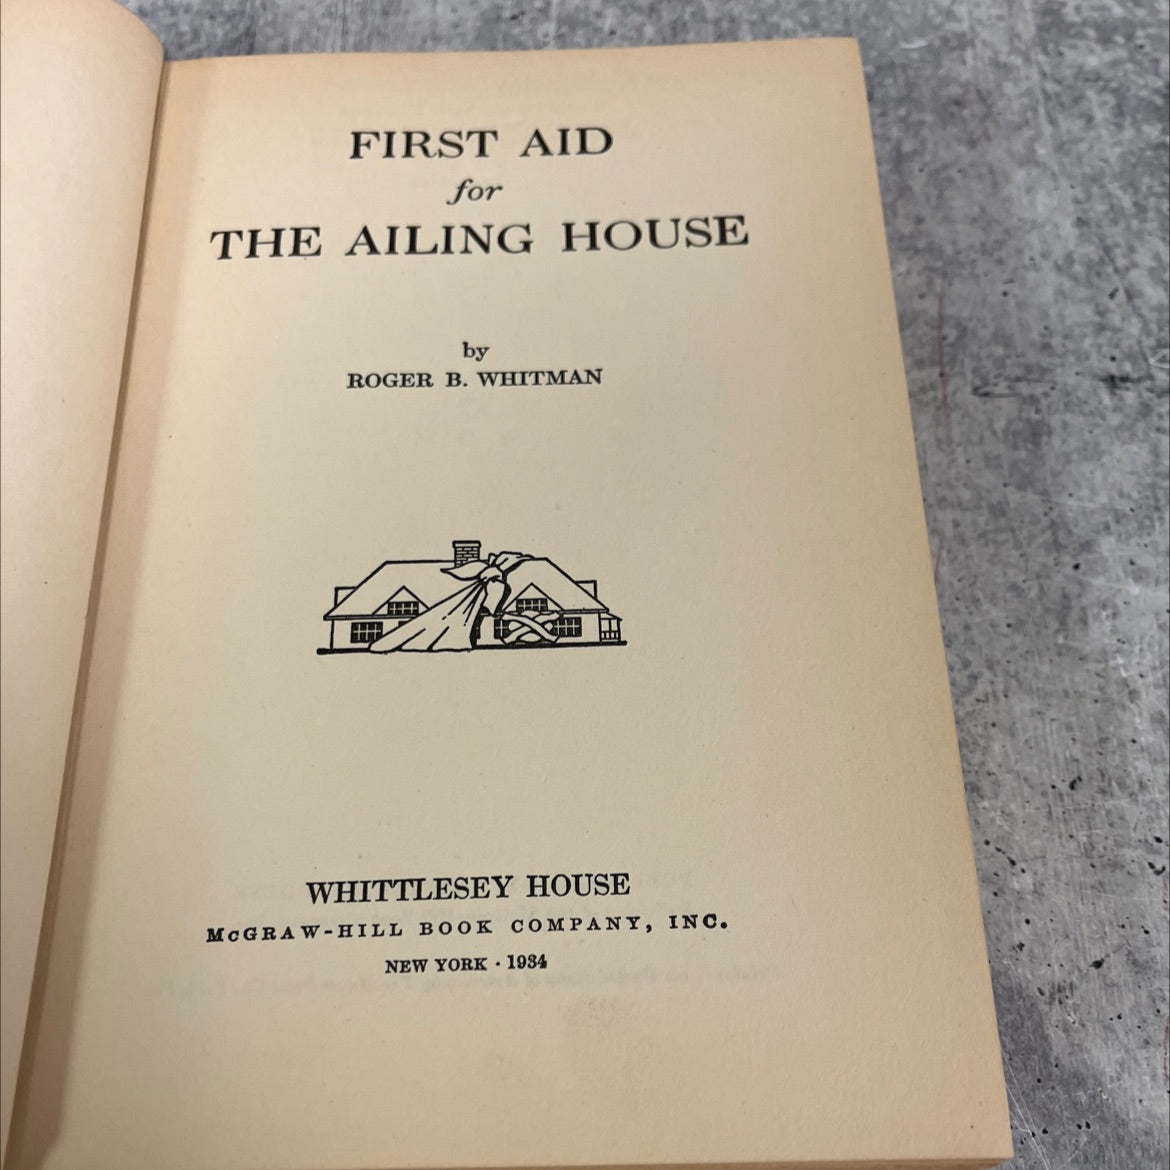 FIRST AID
for
THE AILING HOUSE
by
ROGER B. WHITMAN
WHITTLESEY HOUSE
McGRAW-HILL BOOK COMPANY, INC.
NEW YORK · 1934